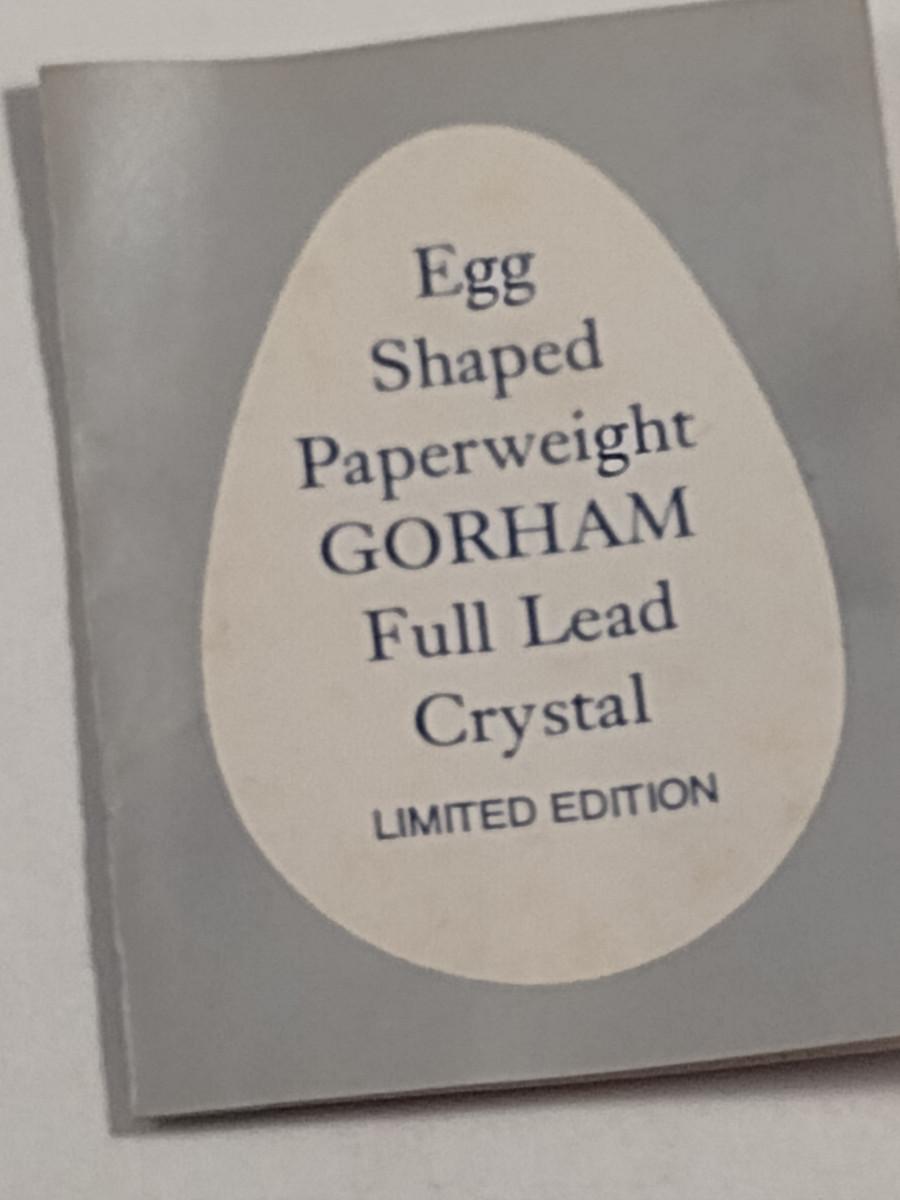 Egg
Shaped
Paperweight
GORHAM
Full Lead
Crystal
LIMITED EDITION